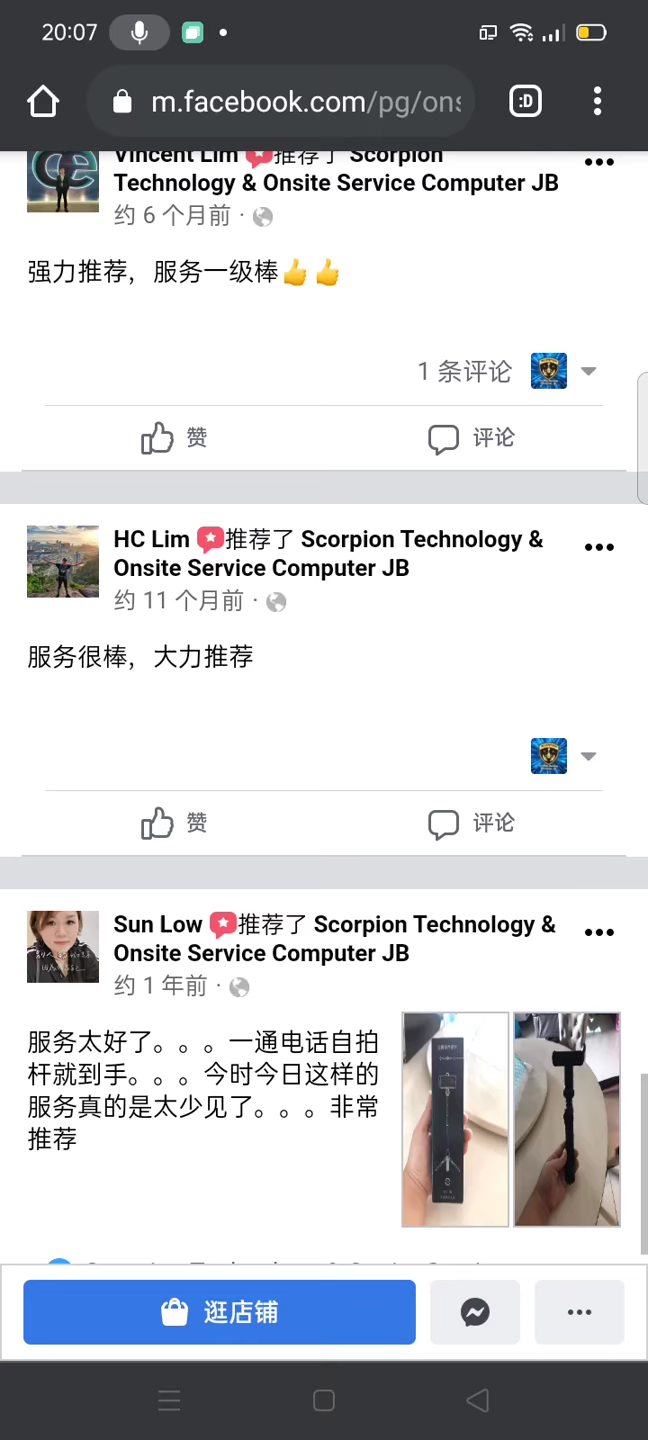 20:07
m.facebook.com/pg/ons
:D
Vincent Lim 推荐了 Scorpion
Technology & Onsite Service Computer JB
约 6 个月前 ·
强力推荐，服务一级棒👍👍
1 条评论
赞 评论
HC Lim 推荐了 Scorpion Technology &
Onsite Service Computer JB
约 11 个月前 ·
服务很棒，大力推荐
赞 评论
Sun Low 推荐了 Scorpion Technology &
Onsite Service Computer JB
约 1 年前 ·
服务太好了。。。一通电话自拍
杆就到手。。。今时今日这样的
服务真的是太少见了。。。非常
推荐
逛店铺